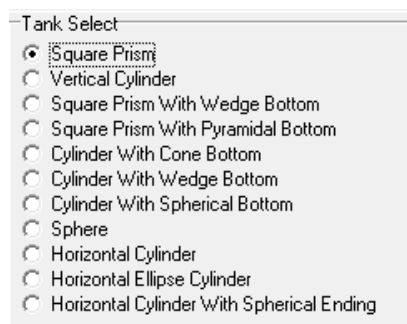 Tank Select
Square Prism
Vertical Cylinder
Square Prism With Wedge Bottom
Square Prism With Pyramidal Bottom
Cylinder With Cone Bottom
Cylinder With Wedge Bottom
Cylinder With Spherical Bottom
Sphere
Horizontal Cylinder
Horizontal Ellipse Cylinder
Horizontal Cylinder With Spherical Ending